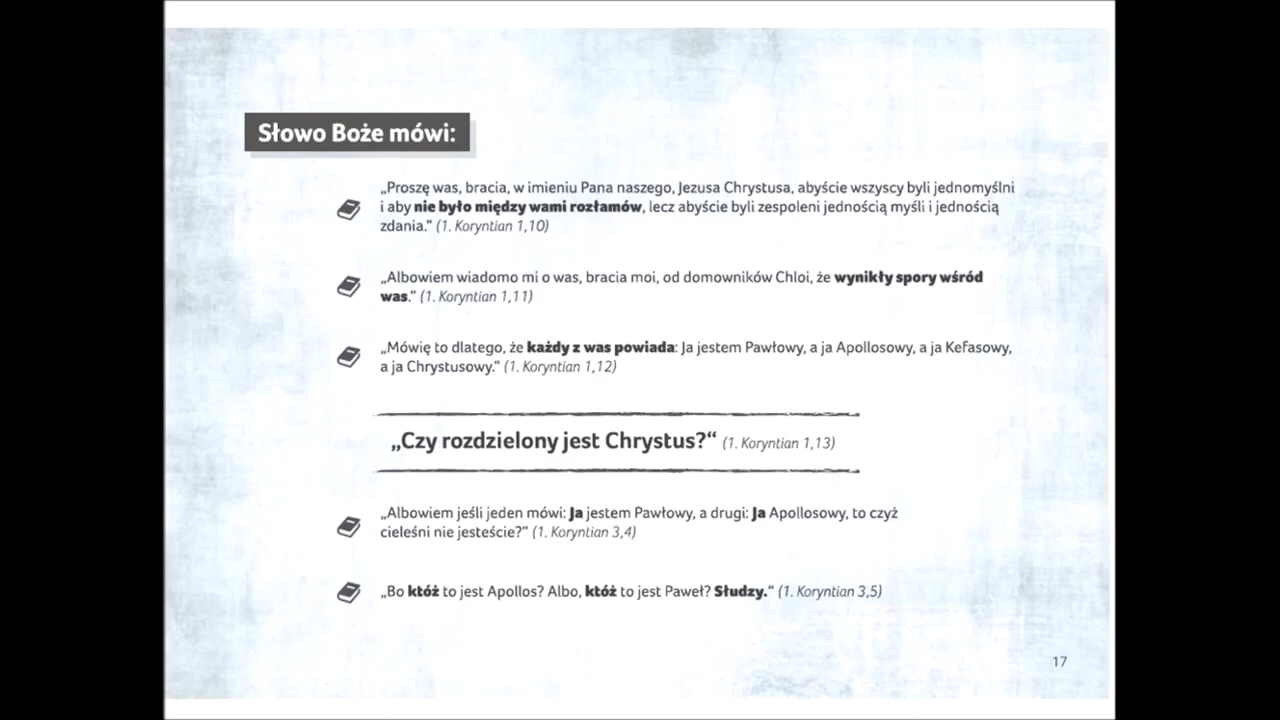 Słowo Boże mówi:
„Proszę was, bracia, w imieniu Pana naszego, Jezusa Chrystusa, abyście wszyscy byli jednomyślni
i aby nie było między wami rozłamów, lecz abyście byli zespoleni jednością myśli i jednością
zdania.“ (1. Koryntian 1,10)
„Albowiem wiadomo mi o was, bracia moi, od domowników Chloi, że wynikły spory wśród
was.“ (1. Koryntian 1,11)
„Mówię to dlatego, że każdy z was powiada: Ja jestem Pawłowy, a ja Apollosowy, a ja Kefasowy,
a ja Chrystusowy.“ (1. Koryntian 1,12)
„Czy rozdzielony jest Chrystus?“ (1. Koryntian 1,13)
„Albowiem jeśli jeden mówi: Ja jestem Pawłowy, a drugi: Ja Apollosowy, to czyż
cieleśni nie jesteście?“ (1. Koryntian 3,4)
„Bo któż to jest Apollos? Albo, któż to jest Paweł? Słudzy.“ (1. Koryntian 3,5)
17